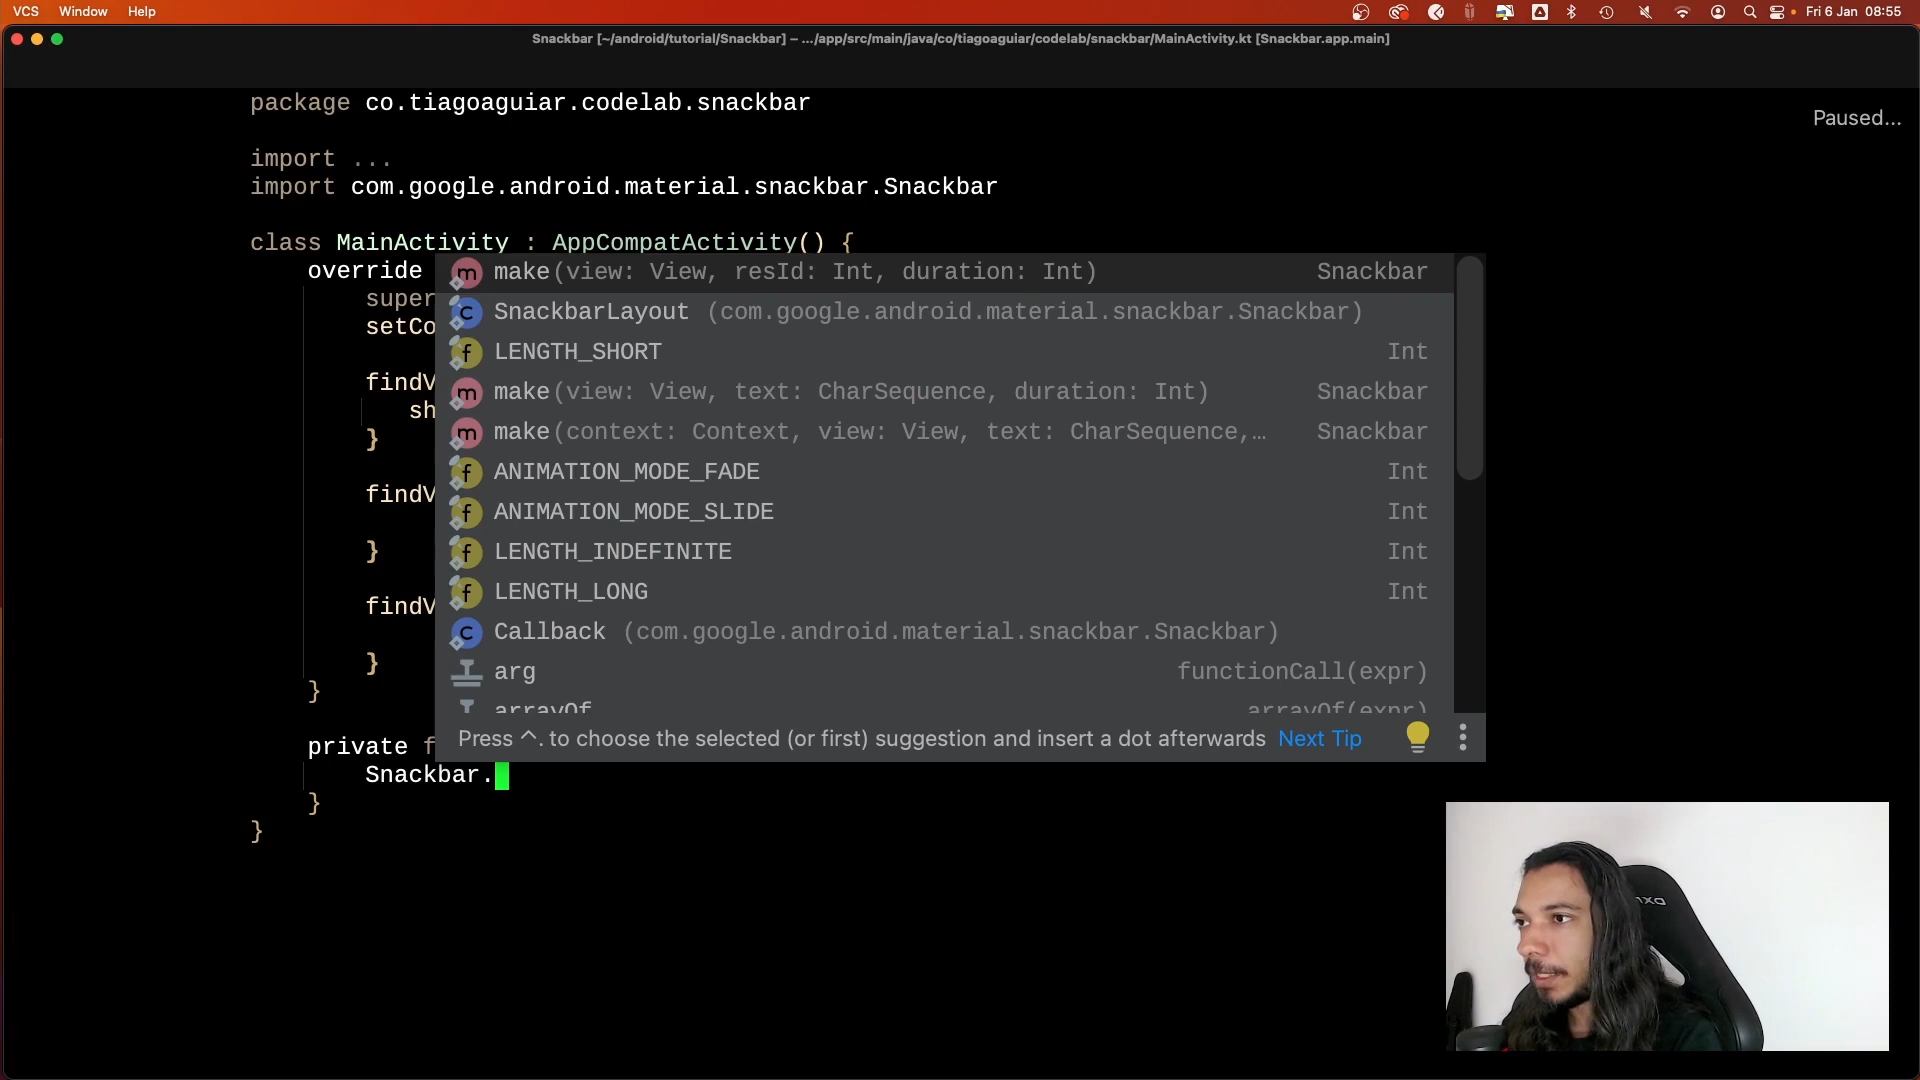 VCS Window Help Fri 6 Jan 08:55
Snackbar [~/android/tutorial/Snackbar] – .../app/src/main/java/co/tiagoaguiar/codelab/snackbar/MainActivity.kt [Snackbar.app.main]
package co.tiagoaguiar.codelab.snackbar
Paused...
import ...
import com.google.android.material.snackbar.Snackbar
class MainActivity : AppCompatActivity() {
override
make(view: View, resId: Int, duration: Int) Snackbar
super
SnackbarLayout (com.google.android.material.snackbar.Snackbar)
setCo
LENGTH_SHORT Int
findV
make(view: View, text: CharSequence, duration: Int) Snackbar
sh
make(context: Context, view: View, text: CharSequence,… Snackbar
}
ANIMATION_MODE_FADE Int
findV
ANIMATION_MODE_SLIDE Int
}
LENGTH_INDEFINITE Int
LENGTH_LONG Int
findV
Callback (com.google.android.material.snackbar.Snackbar)
}
arg functionCall(expr)
}
arrayOf arrayOf(expr)
Press ^. to choose the selected (or first) suggestion and insert a dot afterwards Next Tip
private f
Snackbar.
}
}